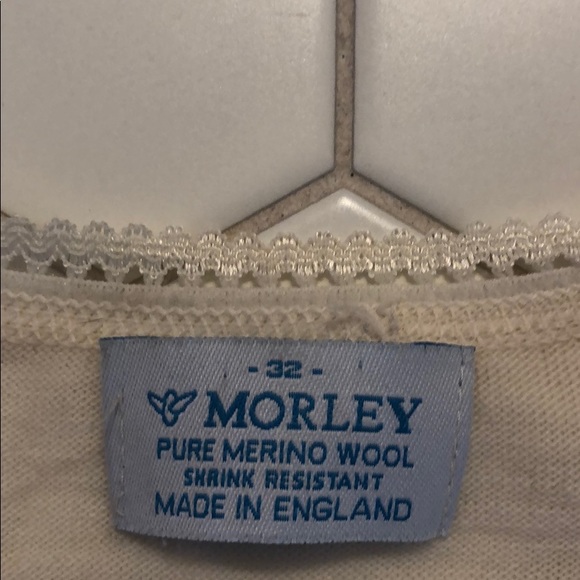 - 32 -
MORLEY
PURE MERINO WOOL
SHRINK RESISTANT
MADE IN ENGLAND